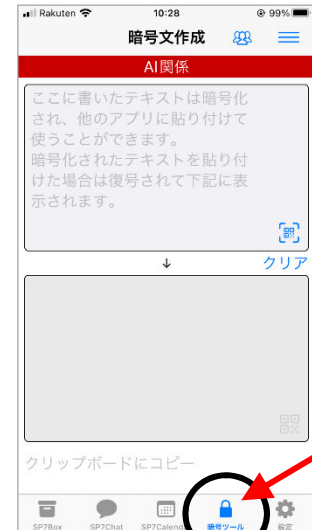 Rakuten 10:28 99%
暗号文作成
AI関係
ここに書いたテキストは暗号化
され、他のアプリに貼り付けて
使うことができます。
暗号化されたテキストを貼り付
けた場合は復号されて下記に表
示されます。
↓ クリア
クリップボードにコピー
SP7Box SP7Chat SP7Calend 暗号ツール 設定